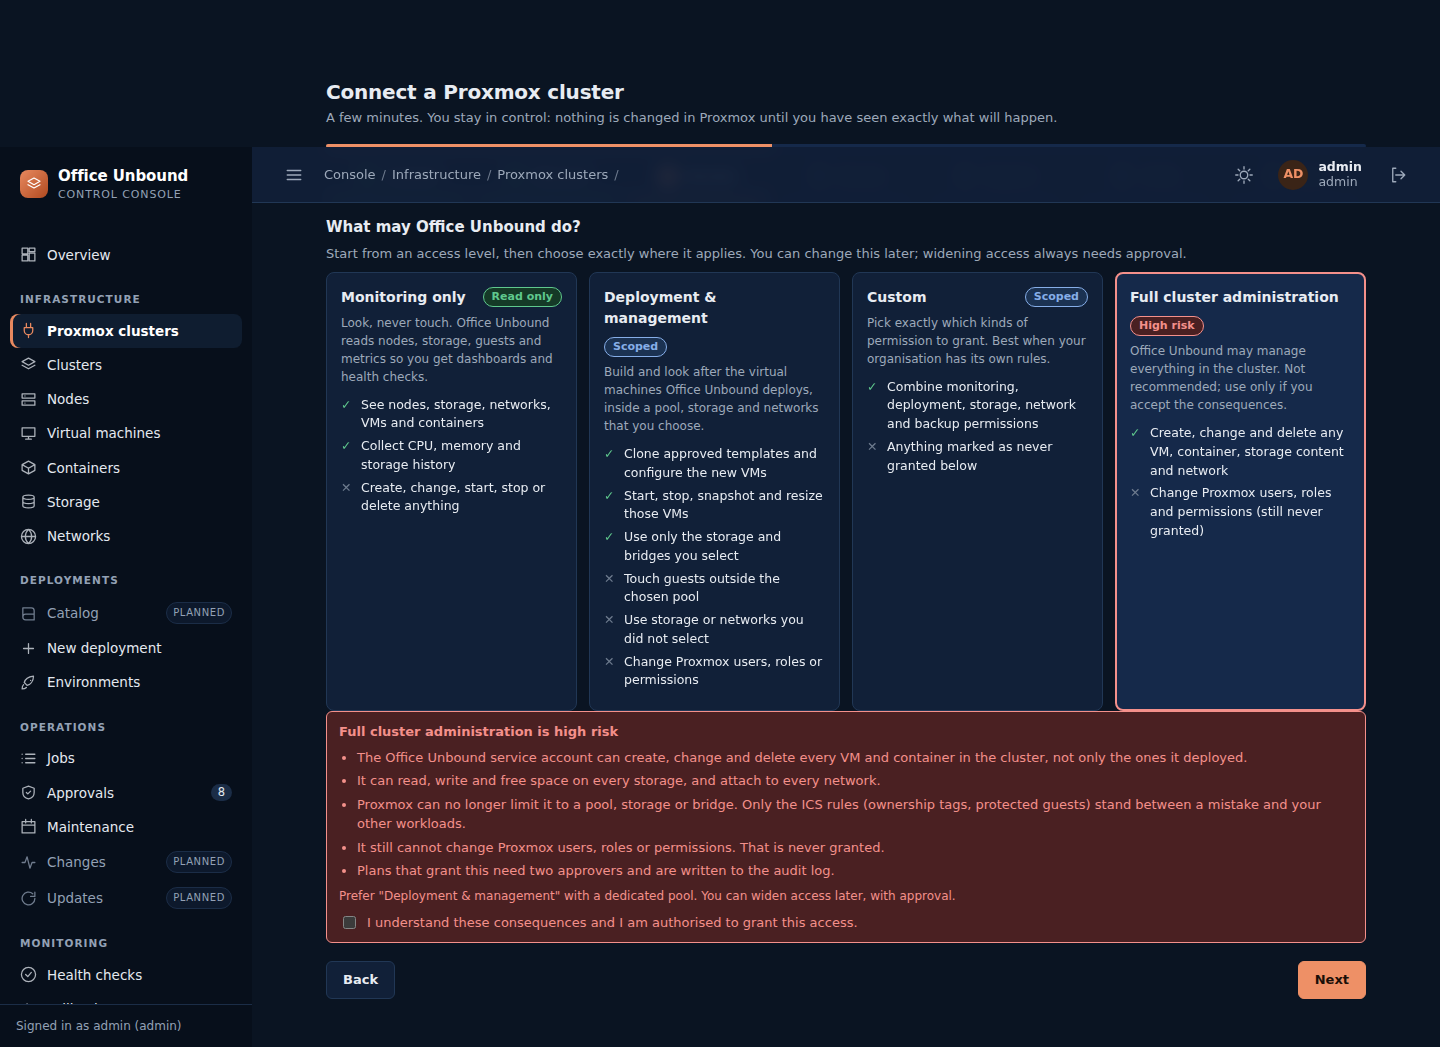 Connect a Proxmox cluster
A few minutes. You stay in control: nothing is changed in Proxmox until you have seen exactly what will happen.
Office Unbound
CONTROL CONSOLE
Console / Infrastructure / Proxmox clusters /
AD
admin
admin
Overview
INFRASTRUCTURE
Proxmox clusters
Clusters
Nodes
Virtual machines
Containers
Storage
Networks
DEPLOYMENTS
Catalog PLANNED
New deployment
Environments
OPERATIONS
Jobs
Approvals 8
Maintenance
Changes PLANNED
Updates PLANNED
MONITORING
Health checks
Signed in as admin (admin)
What may Office Unbound do?
Start from an access level, then choose exactly where it applies. You can change this later; widening access always needs approval.
Monitoring only Read only
Look, never touch. Office Unbound
reads nodes, storage, guests and
metrics so you get dashboards and
health checks.
✓ See nodes, storage, networks,
VMs and containers
✓ Collect CPU, memory and
storage history
✕ Create, change, start, stop or
delete anything
Deployment &
management
Scoped
Build and look after the virtual
machines Office Unbound deploys,
inside a pool, storage and networks
that you choose.
✓ Clone approved templates and
configure the new VMs
✓ Start, stop, snapshot and resize
those VMs
✓ Use only the storage and
bridges you select
✕ Touch guests outside the
chosen pool
✕ Use storage or networks you
did not select
✕ Change Proxmox users, roles or
permissions
Custom Scoped
Pick exactly which kinds of
permission to grant. Best when your
organisation has its own rules.
✓ Combine monitoring,
deployment, storage, network
and backup permissions
✕ Anything marked as never
granted below
Full cluster administration
High risk
Office Unbound may manage
everything in the cluster. Not
recommended; use only if you
accept the consequences.
✓ Create, change and delete any
VM, container, storage content
and network
✕ Change Proxmox users, roles
and permissions (still never
granted)
Full cluster administration is high risk
• The Office Unbound service account can create, change and delete every VM and container in the cluster, not only the ones it deployed.
• It can read, write and free space on every storage, and attach to every network.
• Proxmox can no longer limit it to a pool, storage or bridge. Only the ICS rules (ownership tags, protected guests) stand between a mistake and your
other workloads.
• It still cannot change Proxmox users, roles or permissions. That is never granted.
• Plans that grant this need two approvers and are written to the audit log.
Prefer "Deployment & management" with a dedicated pool. You can widen access later, with approval.
I understand these consequences and I am authorised to grant this access.
Back
Next